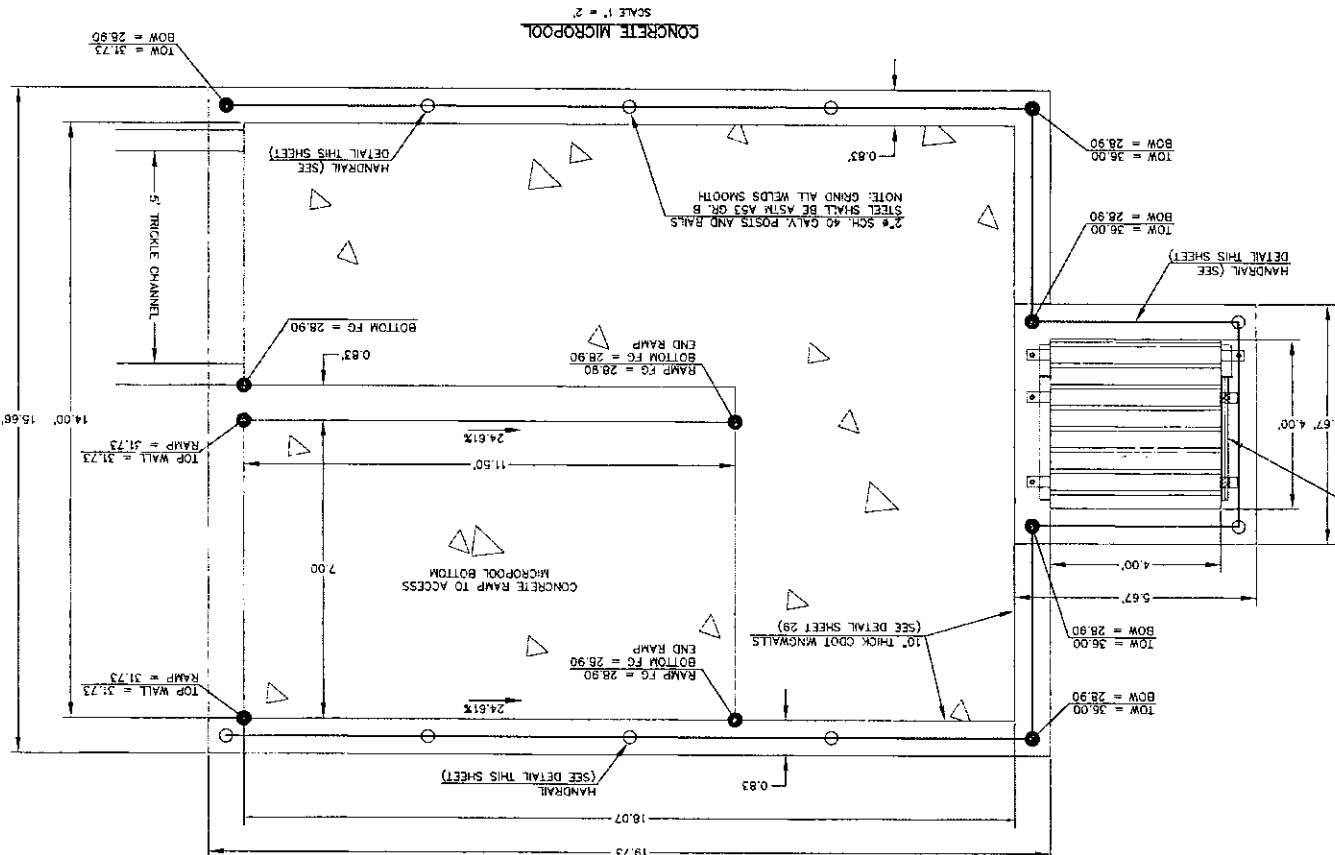 19.73
18.07
HANDRAIL
(SEE DETAIL THIS SHEET)
0.83
TOW = 36.00
BOW = 28.90
TOP WALL = 31.73
RAMP = 31.73
24.61%
RAMP FG = 28.90
BOTTOM FG = 28.90
END RAMP
10" THICK CDOT WINGWALLS
(SEE DETAIL SHEET 29)
TOW = 36.00
BOW = 28.90
5.67'
4.00'
CONCRETE RAMP TO ACCESS
MICROPOOL BOTTOM
7.00
11.50'
24.61%
TOP WALL = 31.73
RAMP = 31.73
15.66'
14.00'
4.00'
.67'
RAMP FG = 28.90
BOTTOM FG = 28.90
END RAMP
0.83'
BOTTOM FG = 28.90
5' TRICKLE CHANNEL
HANDRAIL (SEE
DETAIL THIS SHEET)
TOW = 36.00
BOW = 28.90
2"ø SCH. 40 GALV. POSTS AND RAILS
STEEL SHALL BE ASTM A53 GR. B
NOTE: GRIND ALL WELDS SMOOTH
HANDRAIL (SEE
DETAIL THIS SHEET)
0.83'
TOW = 36.00
BOW = 28.90
TOW = 31.73
BOW = 28.90
CONCRETE MICROPOOL
SCALE 1" = 2'